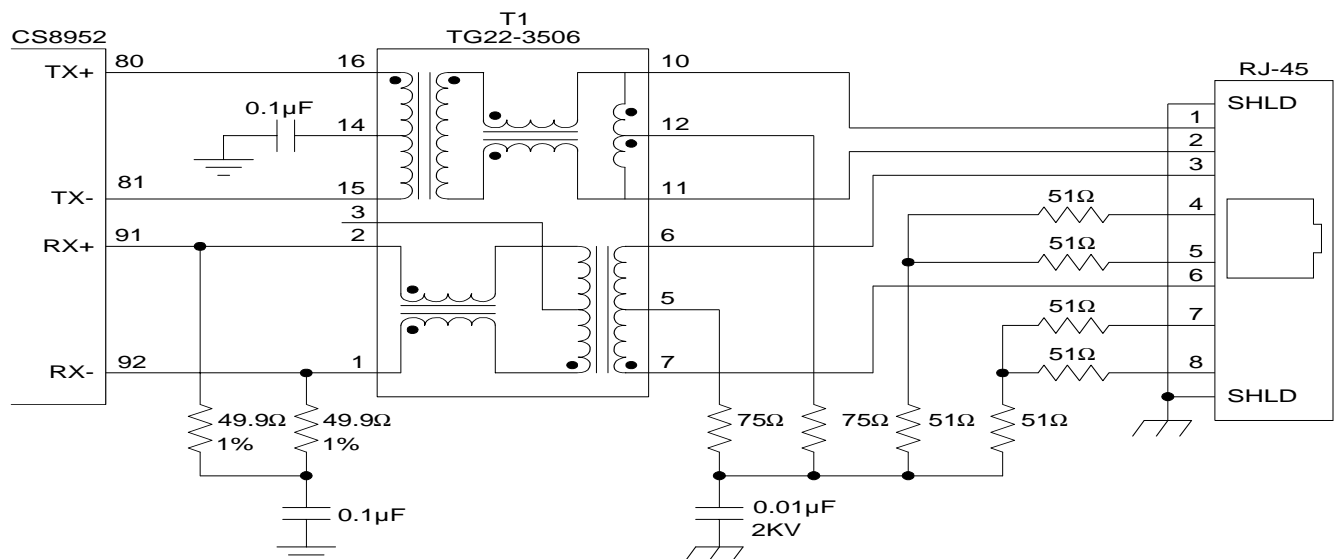 T1
CS8952
TG22-3506
TX+ 80 16 10
RJ-45
SHLD
0.1µF
14 12
1
2
TX- 81 15 11
3
51Ω 4
3
RX+ 91 2 6
51Ω 5
5
6
51Ω 7
51Ω
RX- 92 1 7 8
SHLD
49.9Ω 49.9Ω 75Ω 75Ω 51Ω 51Ω
1% 1%
0.1µF
0.01µF
2KV